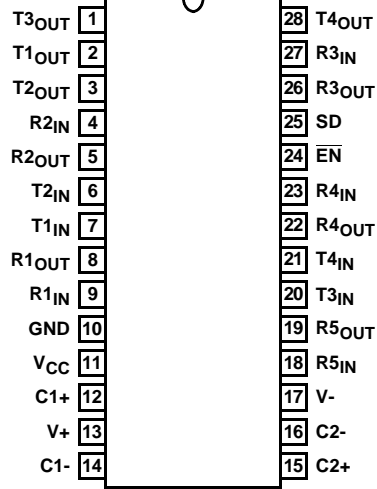 T3OUT 1 28 T4OUT
T1OUT 2 27 R3IN
T2OUT 3 26 R3OUT
R2IN 4 25 SD
R2OUT 5 24 EN
T2IN 6 23 R4IN
T1IN 7 22 R4OUT
R1OUT 8 21 T4IN
R1IN 9 20 T3IN
GND 10 19 R5OUT
VCC 11 18 R5IN
C1+ 12 17 V-
V+ 13 16 C2-
C1- 14 15 C2+